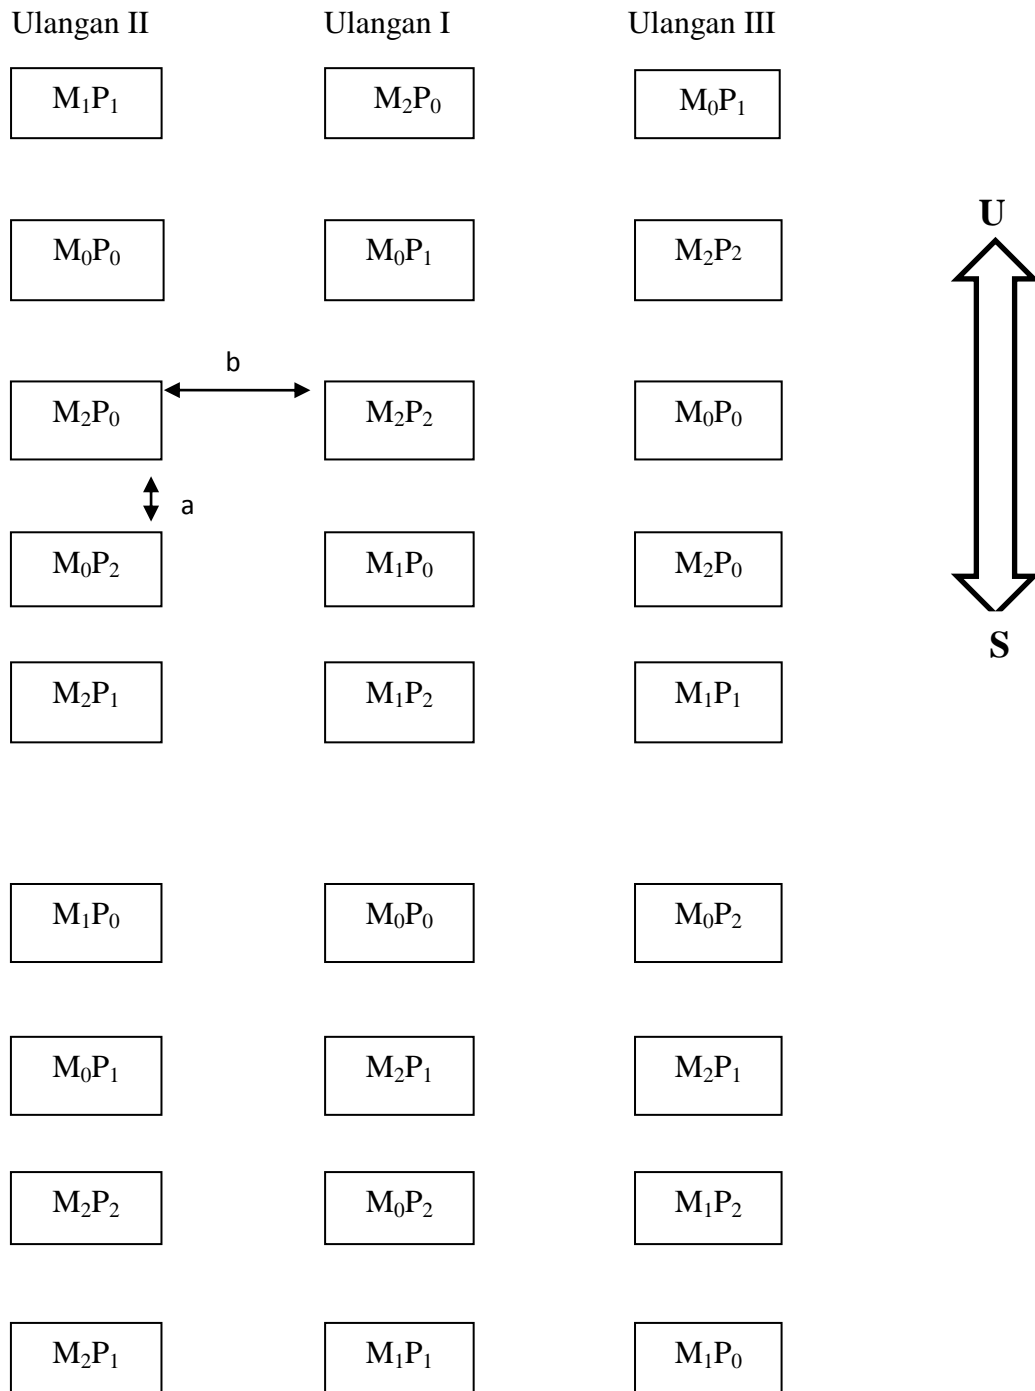 Ulangan II Ulangan I Ulangan III
M₁P₁ M₂P₀ M₀P₁
U
M₀P₀ M₀P₁ M₂P2
b
M₂P₀ M₂P₂ M₀P₀
a
M₀P₂ M₁P₀ M₂P₀
S
M₂P₁ M₁P₂ M₁P₁
M₁P₀ M₀P₀ M₀P₂
M₀P₁ M₂P₁ M₂P₁
M₂P₂ M₀P₂ M₁P₂
M₂P₁ M₁P₁ M₁P₀